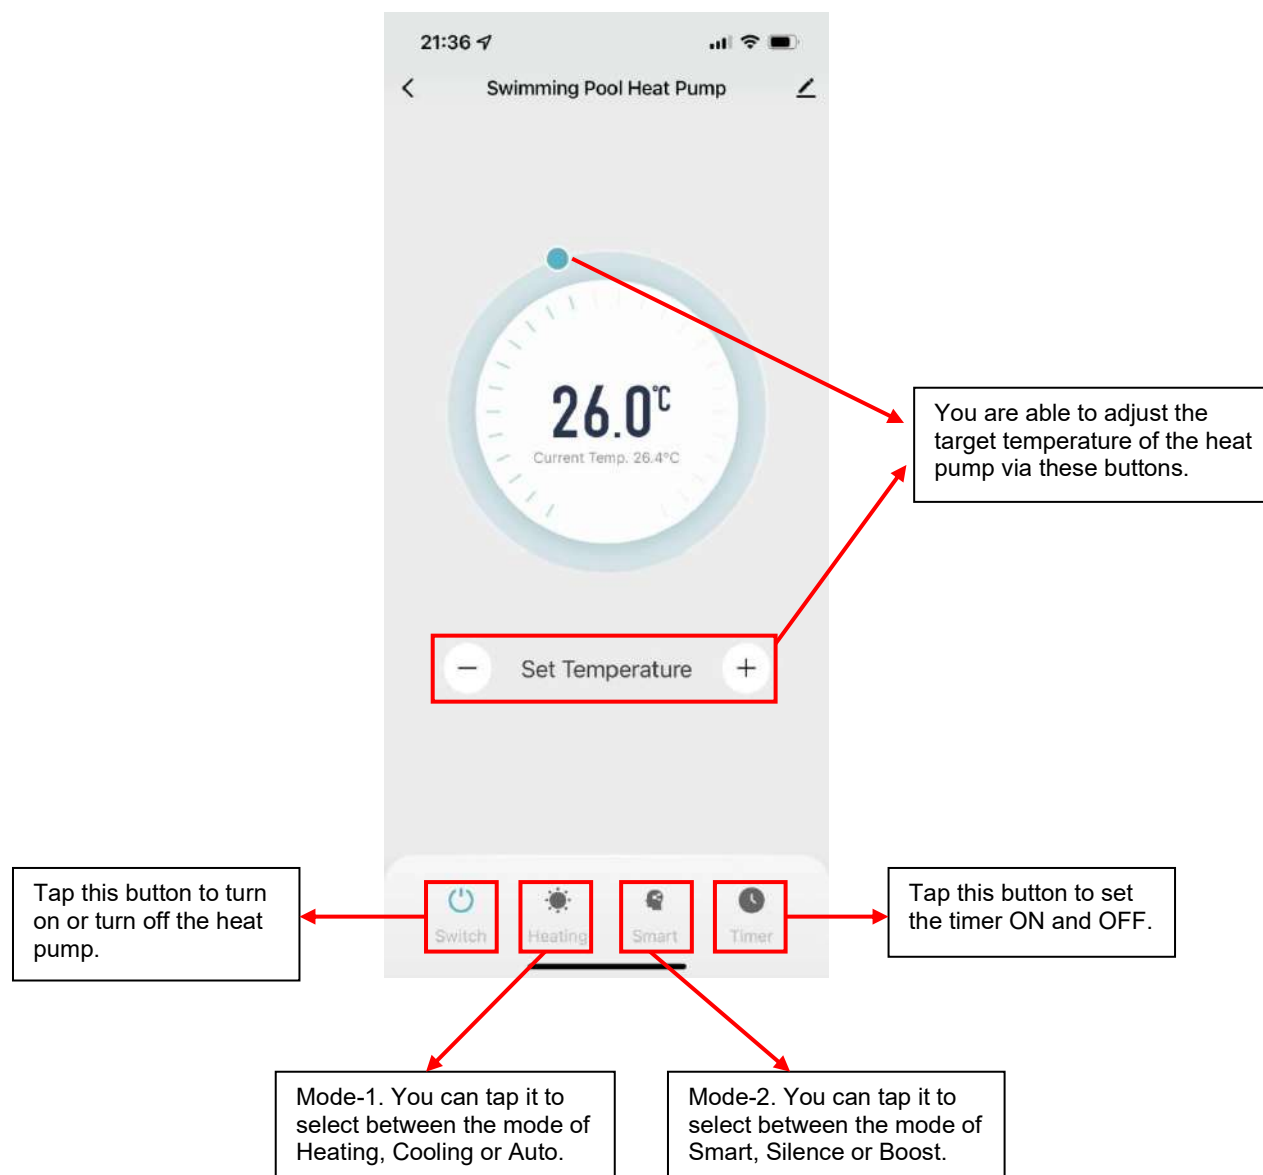 21:36
Swimming Pool Heat Pump
26.0°C
Current Temp. 26.4°C
You are able to adjust the
target temperature of the heat
pump via these buttons.
− Set Temperature +
Tap this button to turn
on or turn off the heat
pump.
Switch Heating Smart Timer
Tap this button to set
the timer ON and OFF.
Mode-1. You can tap it to
select between the mode of
Heating, Cooling or Auto.
Mode-2. You can tap it to
select between the mode of
Smart, Silence or Boost.